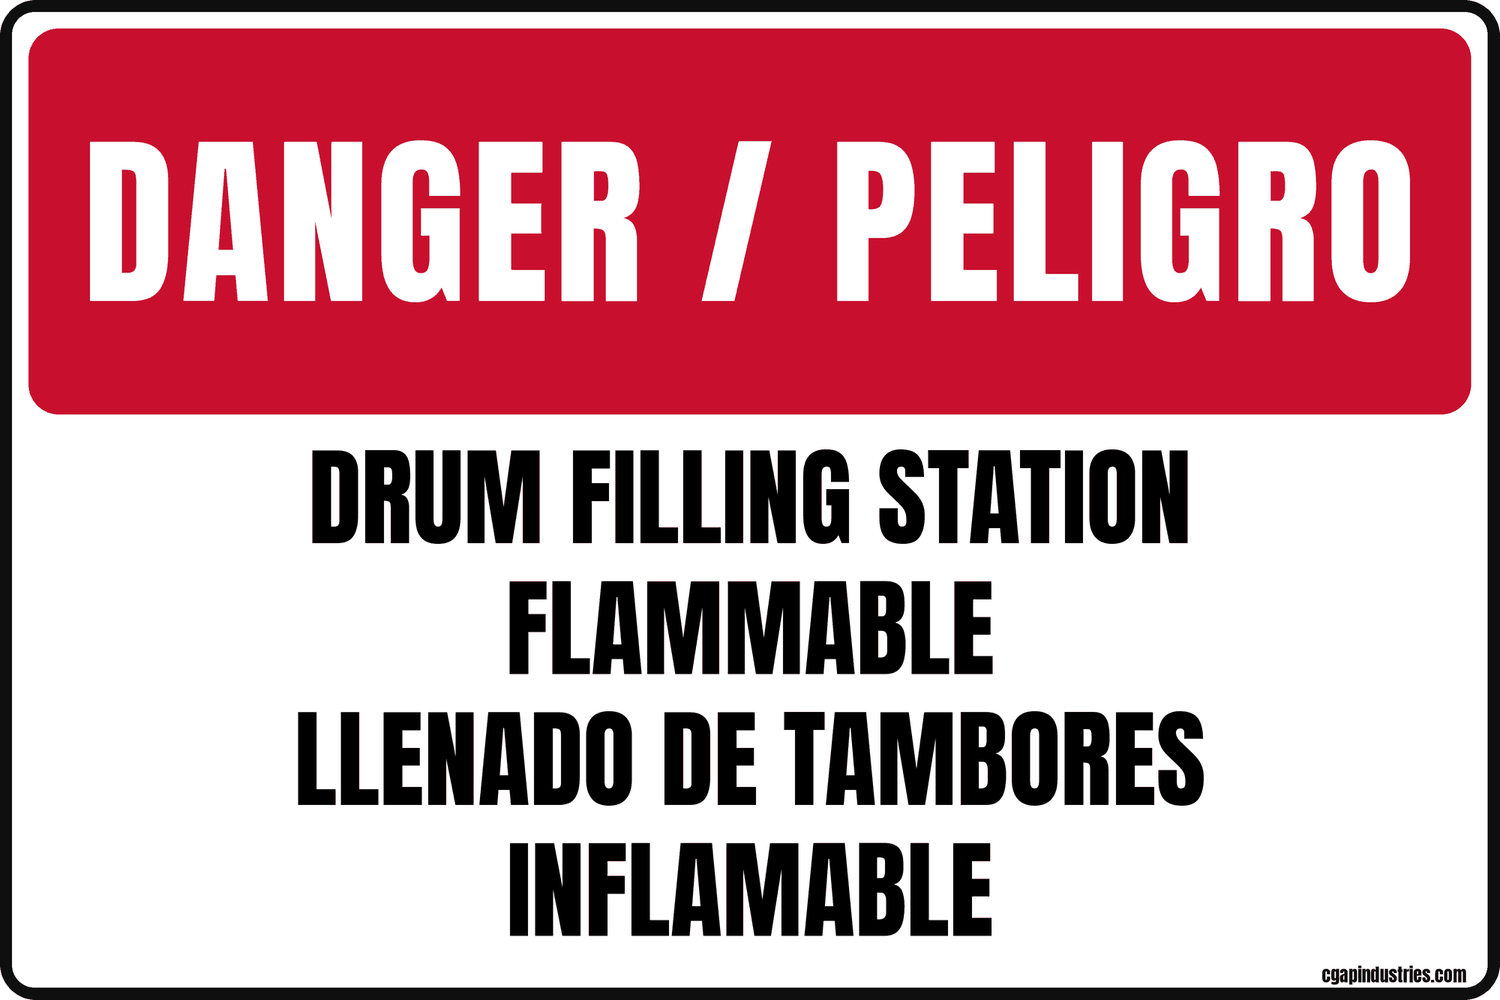 DANGER / PELIGRO
DRUM FILLING STATION
FLAMMABLE
LLENADO DE TAMBORES
INFLAMABLE
cgapindustries.com